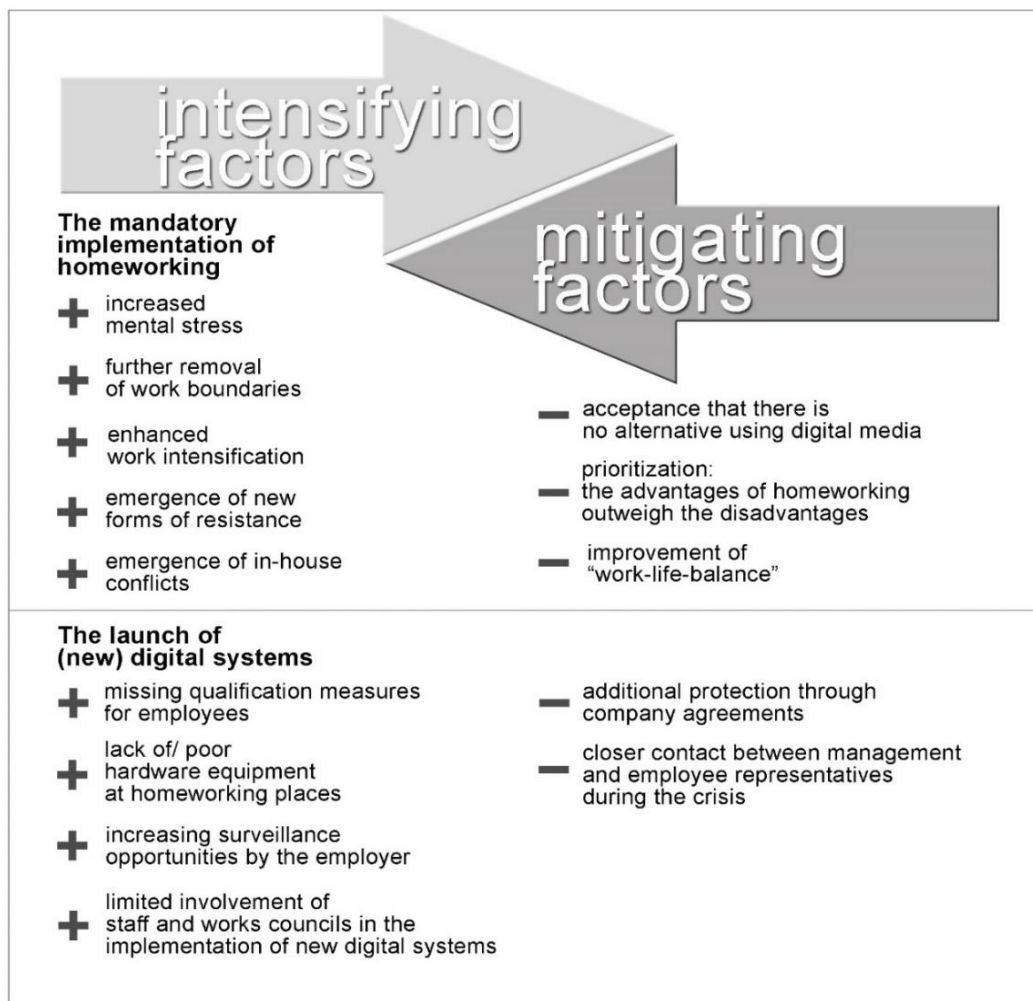 intensifying
factors
mitigating
factors
The mandatory
implementation of
homeworking
+ increased
mental stress
+ further removal
of work boundaries
+ enhanced
work intensification
+ emergence of new
forms of resistance
+ emergence of in-house
conflicts
− acceptance that there is
no alternative using digital media
− prioritization:
the advantages of homeworking
outweigh the disadvantages
− improvement of
“work-life-balance”
The launch of
(new) digital systems
+ missing qualification measures
for employees
+ lack of/ poor
hardware equipment
at homeworking places
+ increasing surveillance
opportunities by the employer
+ limited involvement of
staff and works councils in the
implementation of new digital systems
− additional protection through
company agreements
− closer contact between management
and employee representatives
during the crisis